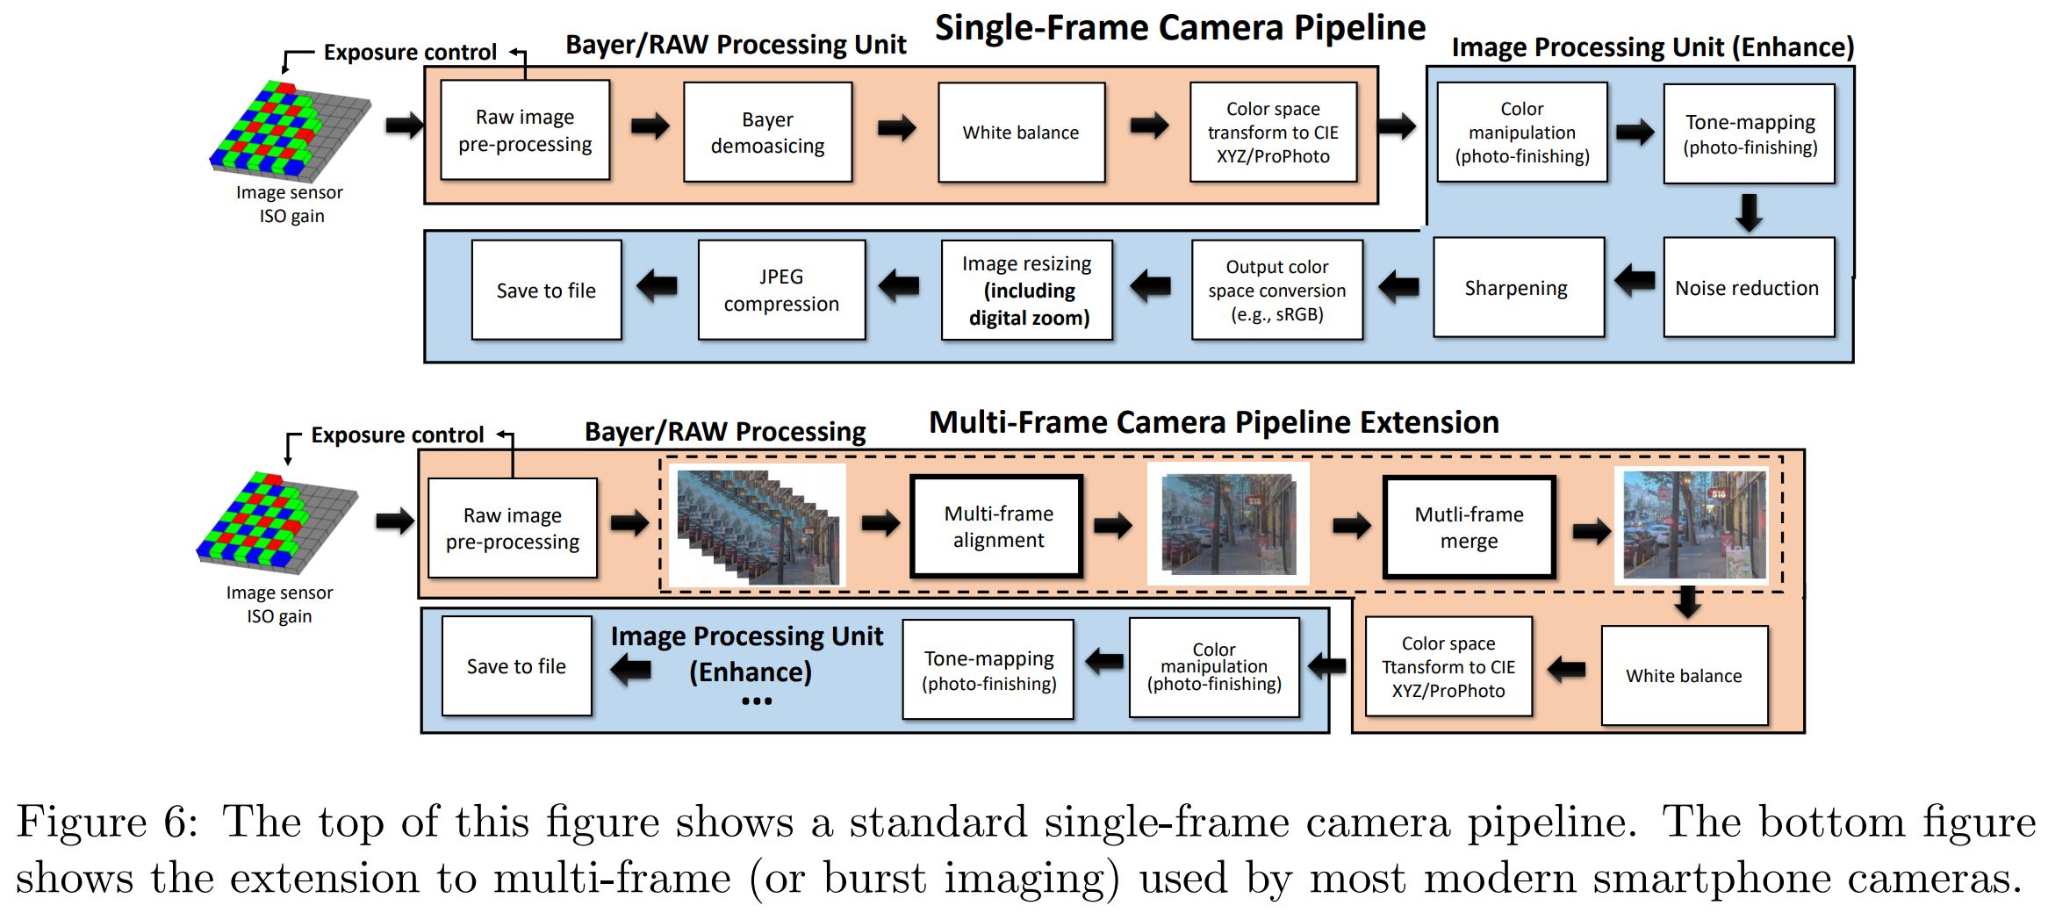 Single-Frame Camera Pipeline
Exposure control
Bayer/RAW Processing Unit
Image Processing Unit (Enhance)
Image sensor
ISO gain
Raw image
pre-processing
Bayer
demoasicing
White balance
Color space
transform to CIE
XYZ/ProPhoto
Color
manipulation
(photo-finishing)
Tone-mapping
(photo-finishing)
Noise reduction
Sharpening
Output color
space conversion
(e.g., sRGB)
Image resizing
(including
digital zoom)
JPEG
compression
Save to file
Multi-Frame Camera Pipeline Extension
Exposure control
Bayer/RAW Processing
Image sensor
ISO gain
Raw image
pre-processing
Multi-frame
alignment
Mutli-frame
merge
White balance
Color space
Ttansform to CIE
XYZ/ProPhoto
Color
manipulation
(photo-finishing)
Tone-mapping
(photo-finishing)
Image Processing Unit
(Enhance)
...
Save to file
Figure 6: The top of this figure shows a standard single-frame camera pipeline. The bottom figure
shows the extension to multi-frame (or burst imaging) used by most modern smartphone cameras.